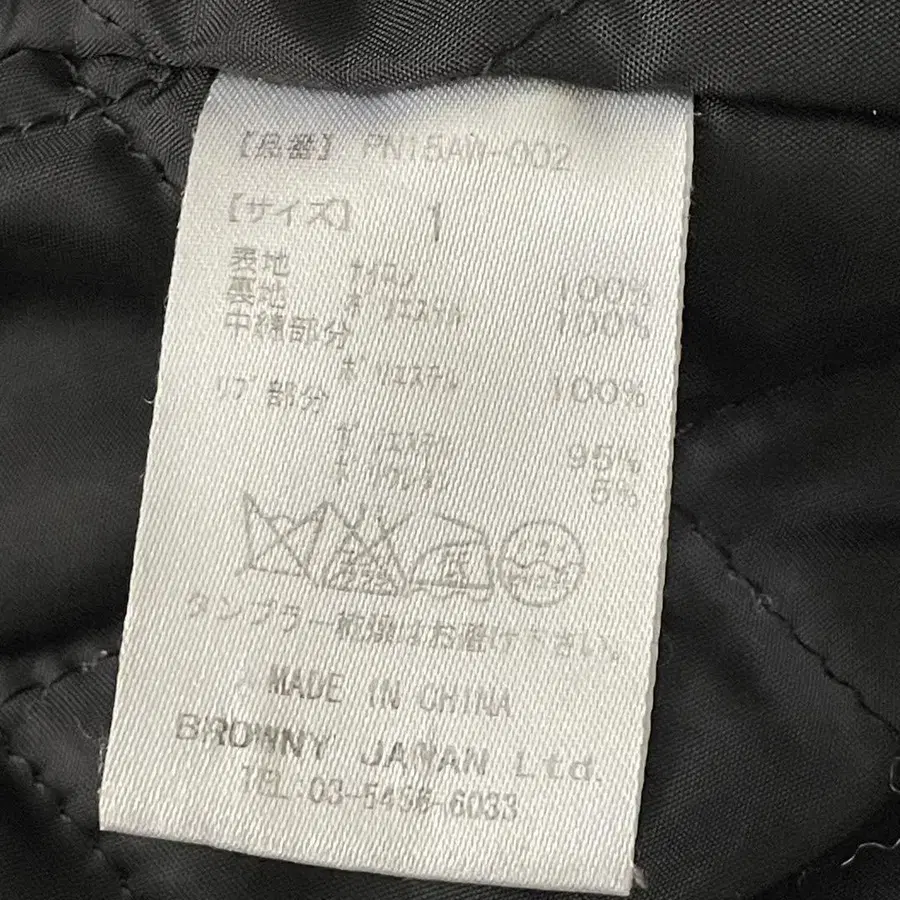 【品番】 PN15AW-002
【サイズ】 1
表地 ナイロン 100%
裏地 ポリエステル 100%
中綿部分
ポリエステル 100%
リブ部分
ポリエステル 95%
ポリウレタン 5%
タンブラー乾燥はお避け下さい。
MADE IN CHINA
BROWNY JAPAN Ltd.
TEL:03-5456-6033